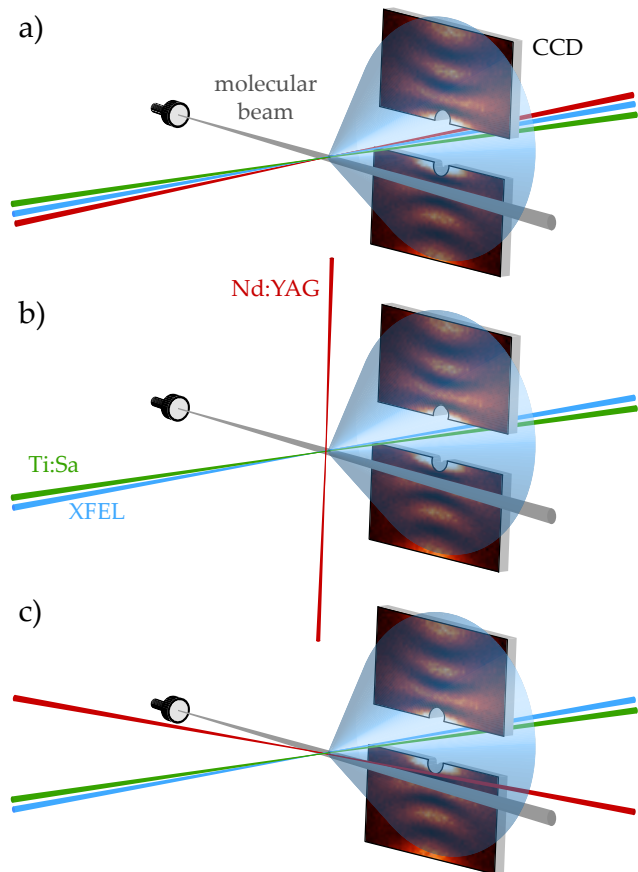 a)
CCD
molecular
beam
Nd:YAG
b)
Ti:Sa
XFEL
c)